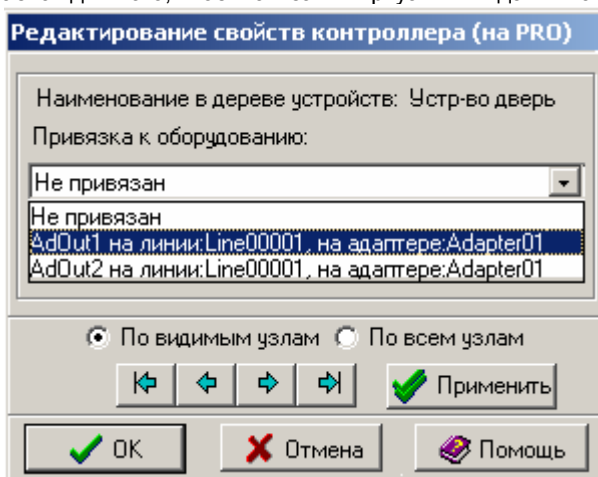 Редактирование свойств контроллера (на PRO)
Наименование в дереве устройств: Устр-во дверь
Привязка к оборудованию:
Не привязан
Не привязан
AdOut1 на линии:Line00001, на адаптере:Adapter01
AdOut2 на линии:Line00001, на адаптере:Adapter01
По видимым узлам По всем узлам
Применить
OK Отмена Помощь